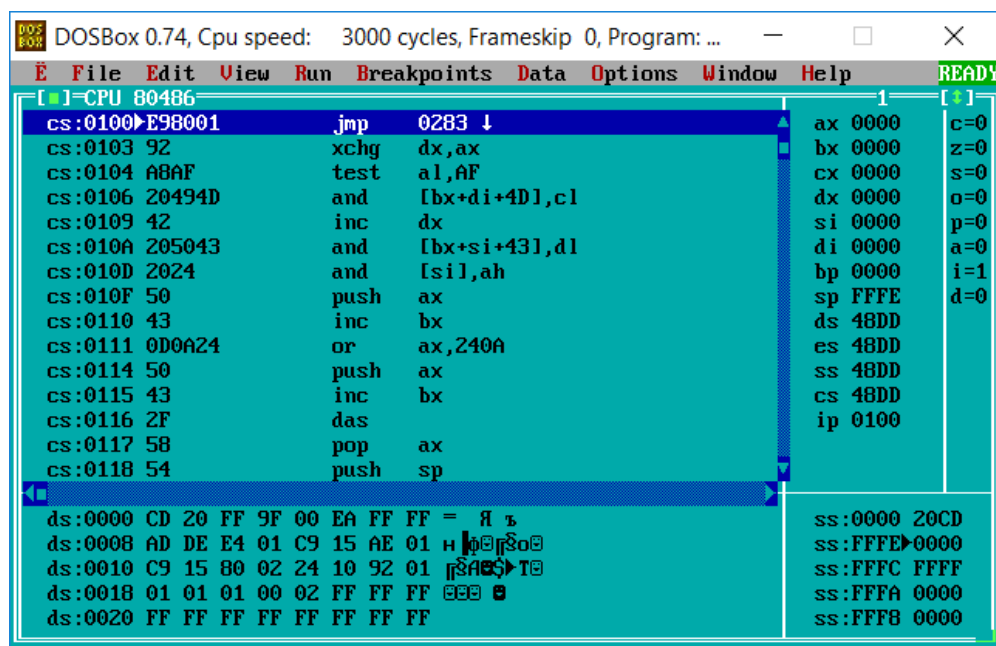 DOSBox 0.74, Cpu speed: 3000 cycles, Frameskip 0, Program: ...
Ë File Edit View Run Breakpoints Data Options Window Help READY
[■]=CPU 80486 1 [↕]
cs:0100►E98001 jmp 0283 ↓ ax 0000 c=0
cs:0103 92 xchg dx,ax bx 0000 z=0
cs:0104 A8AF test al,AF cx 0000 s=0
cs:0106 20494D and [bx+di+4D],cl dx 0000 o=0
cs:0109 42 inc dx si 0000 p=0
cs:010A 205043 and [bx+si+43],dl di 0000 a=0
cs:010D 2024 and [si],ah bp 0000 i=1
cs:010F 50 push ax sp FFFE d=0
cs:0110 43 inc bx ds 48DD
cs:0111 0D0A24 or ax,240A es 48DD
cs:0114 50 push ax ss 48DD
cs:0115 43 inc bx cs 48DD
cs:0116 2F das ip 0100
cs:0117 58 pop ax
cs:0118 54 push sp
ds:0000 CD 20 FF 9F 00 EA FF FF = Я ъ ss:0000 20CD
ds:0008 AD DE E4 01 C9 15 AE 01 н▐ф☺╔§о☺ ss:FFFE►0000
ds:0010 C9 15 80 02 24 10 92 01 ╔§А☻$►Т☺ ss:FFFC FFFF
ds:0018 01 01 01 00 02 FF FF FF ☺☺☺ ☻ ss:FFFA 0000
ds:0020 FF FF FF FF FF FF FF FF ss:FFF8 0000